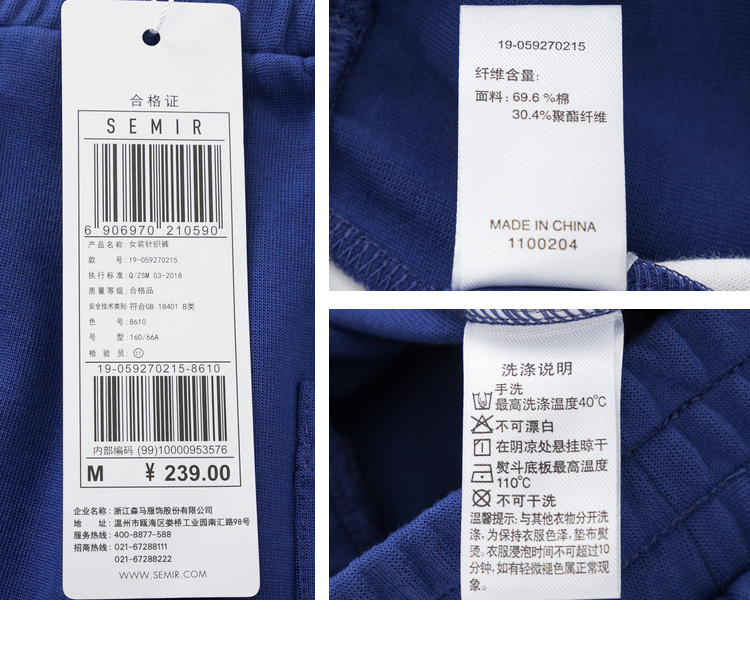 合格证
SEMIR
6 906970 210590
产品名称:女装针织裤
款 号:19-059270215
执行标准:Q/ZSM 03-2018
质量等级:合格品
安全技术类别:符合GB 18401 B类
色 号:8610
号 型:160/66A
检 验 员:⑪
19-059270215-8610
内部编码 (99)10000953576
M ¥ 239.00
企业名称:浙江森马服饰股份有限公司
地 址:温州市瓯海区娄桥工业园南汇路98号
服务热线:400-8877-588
招商热线:021-67288111
021-67288222
WWW.SEMIR.COM
19-059270215
纤维含量:
面料:69.6 %棉
30.4%聚酯纤维
MADE IN CHINA
1100204
洗涤说明
手洗
最高洗涤温度40°C
不可漂白
在阴凉处悬挂晾干
熨斗底板最高温度
110°C
不可干洗
温馨提示:与其他衣物分开洗
涤,为保持衣服色泽,垫布熨
烫。衣服浸泡时间不可超过10
分钟,如有轻微褪色属正常现
象。